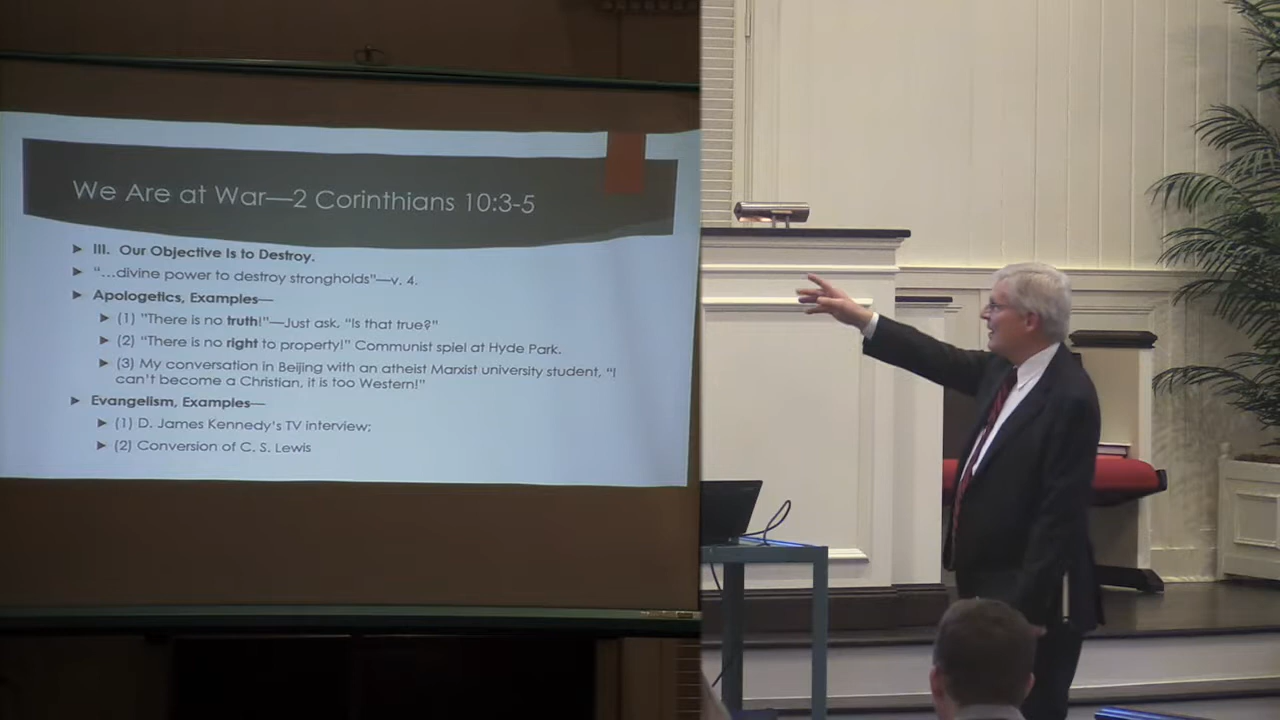 We Are at War—2 Corinthians 10:3-5
III. Our Objective Is to Destroy.
“…divine power to destroy strongholds”—v. 4.
Apologetics, Examples—
(1) "There is no truth!"—Just ask, "Is that true?"
(2) "There is no right to property!" Communist spiel at Hyde Park.
(3) My conversation in Beijing with an atheist Marxist university student, "I
can't become a Christian, it is too Western!"
Evangelism, Examples—
(1) D. James Kennedy's TV interview;
(2) Conversion of C. S. Lewis